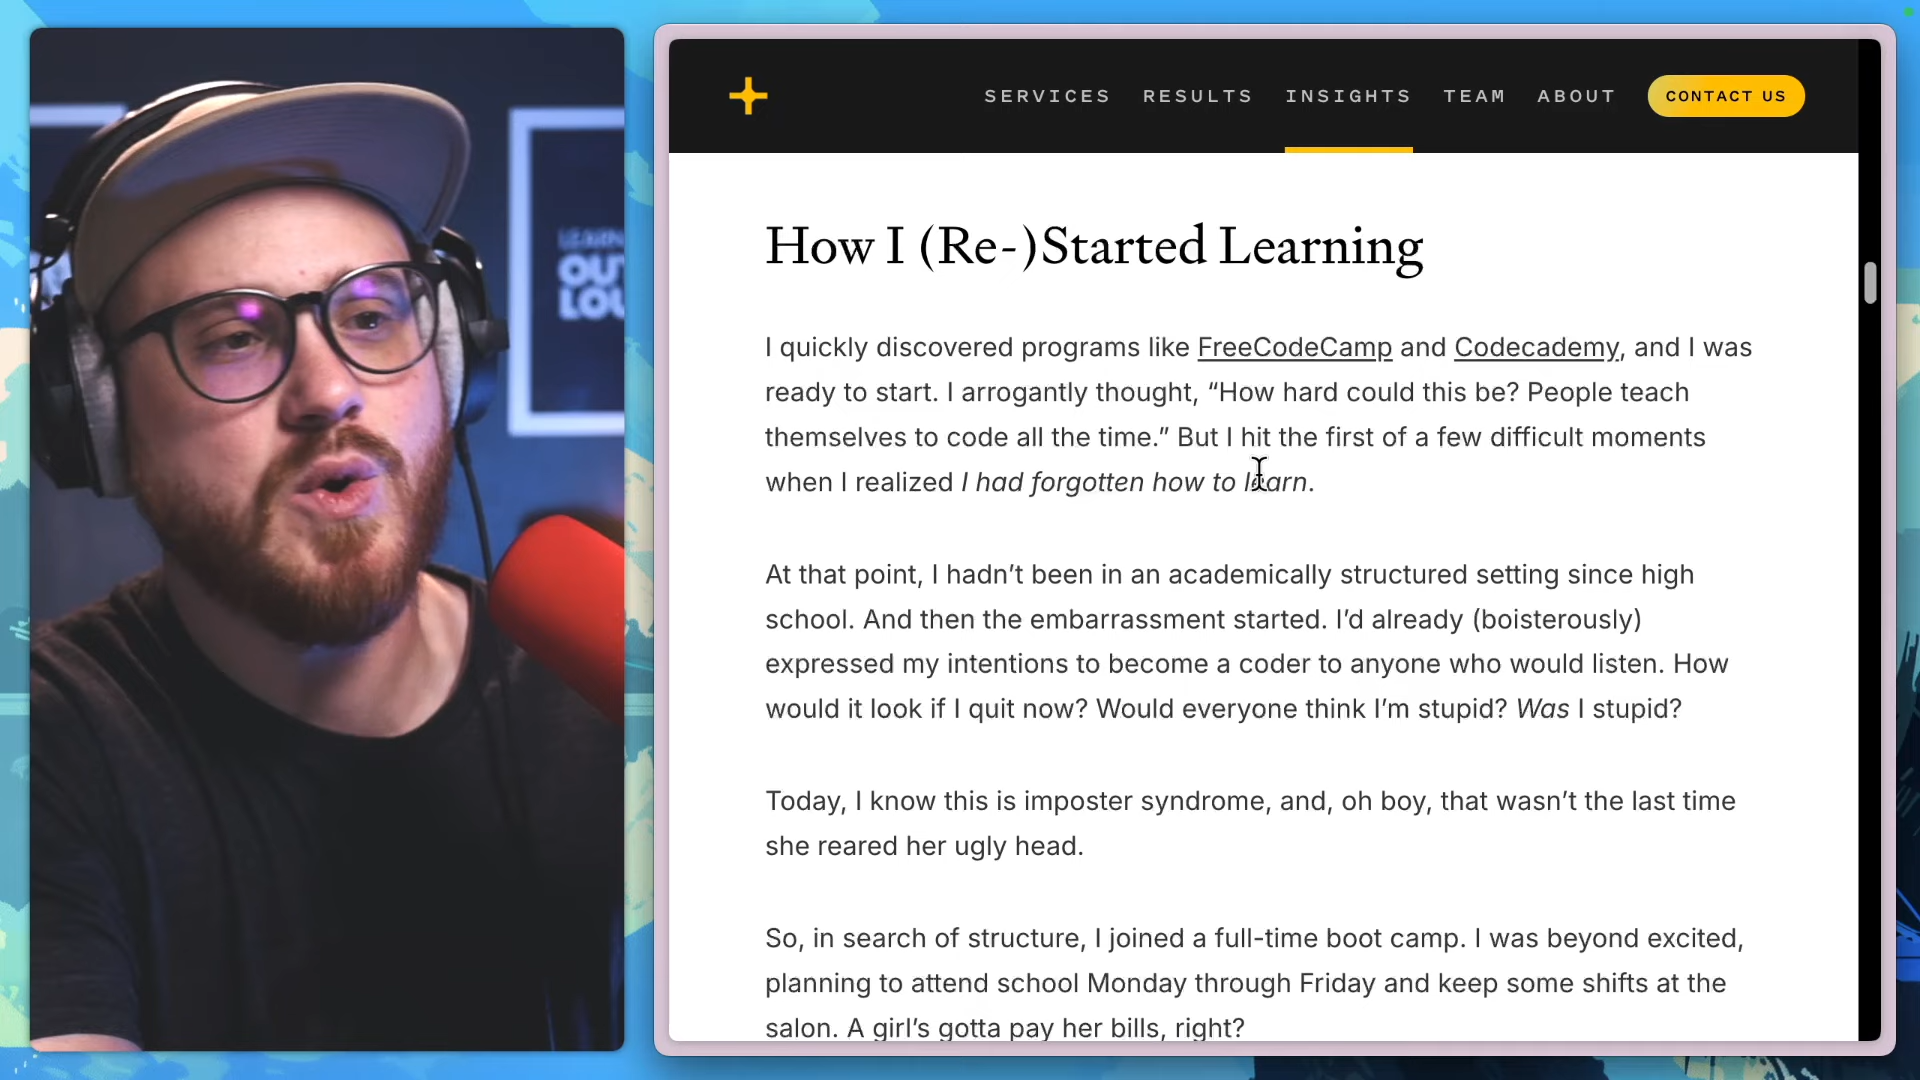 LEARN
OUT
LOU
SERVICES RESULTS INSIGHTS TEAM ABOUT CONTACT US
How I (Re-)Started Learning
I quickly discovered programs like FreeCodeCamp and Codecademy, and I was
ready to start. I arrogantly thought, “How hard could this be? People teach
themselves to code all the time.” But I hit the first of a few difficult moments
when I realized I had forgotten how to learn.
At that point, I hadn’t been in an academically structured setting since high
school. And then the embarrassment started. I’d already (boisterously)
expressed my intentions to become a coder to anyone who would listen. How
would it look if I quit now? Would everyone think I’m stupid? Was I stupid?
Today, I know this is imposter syndrome, and, oh boy, that wasn’t the last time
she reared her ugly head.
So, in search of structure, I joined a full-time boot camp. I was beyond excited,
planning to attend school Monday through Friday and keep some shifts at the
salon. A girl’s gotta pay her bills, right?